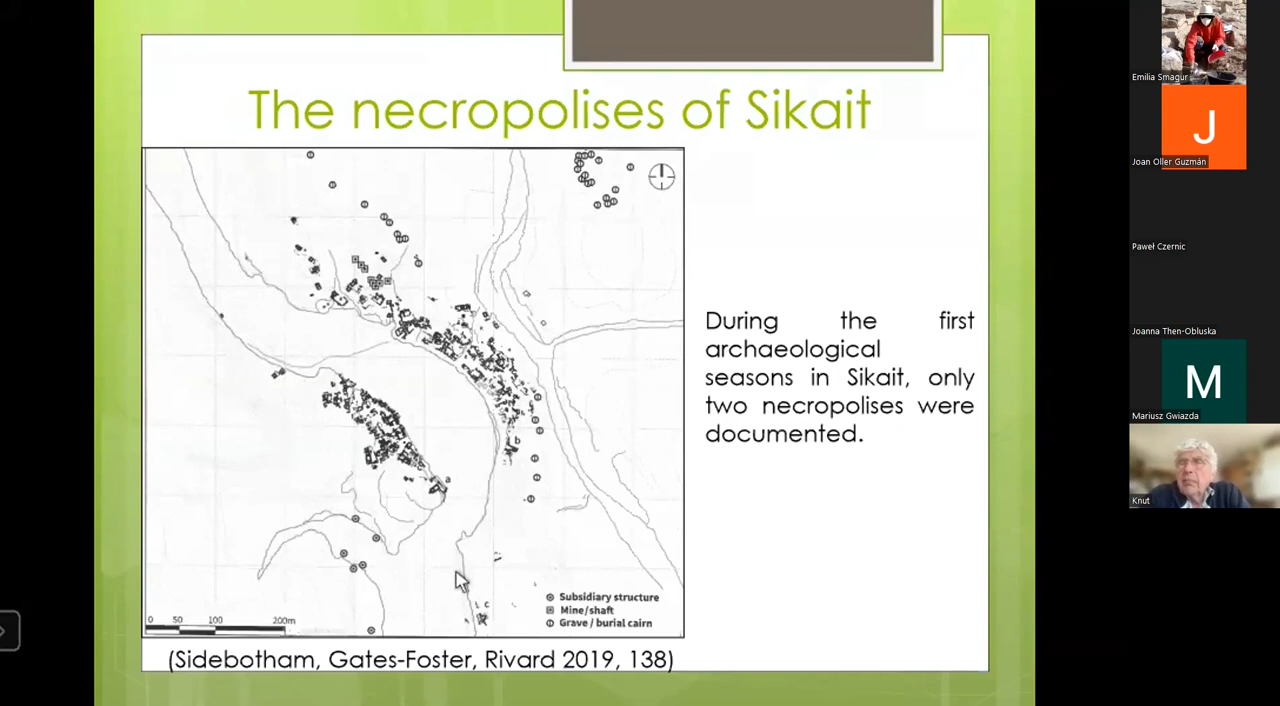 The necropolises of Sikait
a
b
c
0 50 100 200m
Subsidiary structure
Mine/shaft
Grave / burial cairn
(Sidebotham, Gates-Foster, Rivard 2019, 138)
During the first
archaeological
seasons in Sikait, only
two necropolises were
documented.
Emilia Smagur
J
Joan Oller Guzmán
Paweł Czernic
Joanna Then-Obluska
M
Mariusz Gwiazda
Knut